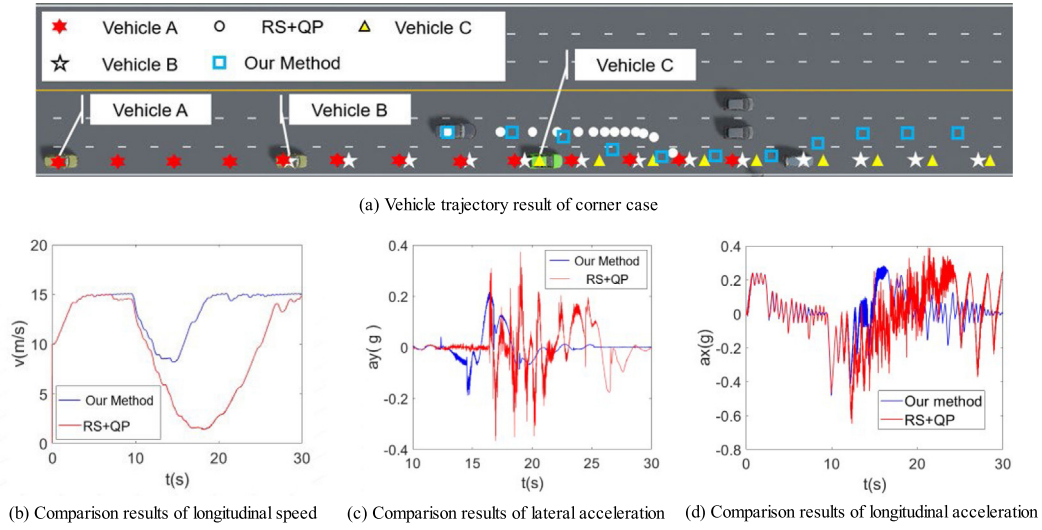 Vehicle A RS+QP Vehicle C
Vehicle B Our Method
Vehicle C
Vehicle A
Vehicle B
(a) Vehicle trajectory result of corner case
20
15
10
5
0
v(m/s)
Our Method
RS+QP
0 10 20 30
t(s)
(b) Comparison results of longitudinal speed
0.4
0.2
0
-0.2
-0.4
ay( g )
Our Method
RS+QP
10 15 20 25 30
t(s)
(c) Comparison results of lateral acceleration
0.4
0.2
0
-0.2
-0.4
-0.6
-0.8
ax(g)
Our method
RS+QP
0 10 20 30
t(s)
(d) Comparison results of longitudinal acceleration